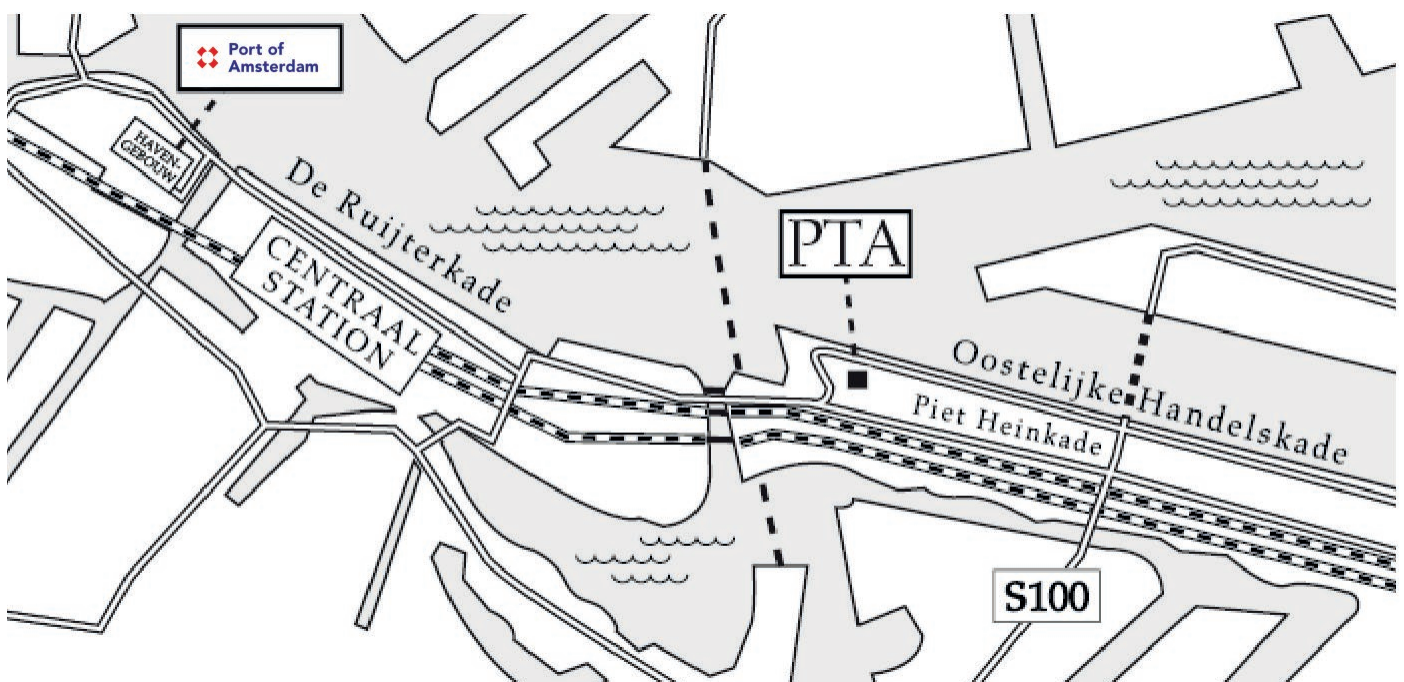 Port of
Amsterdam
HAVEN-
GEBOUW
De Ruijterkade
CENTRAAL
STATION
PTA
Oostelijke Handelskade
Piet Heinkade
S100